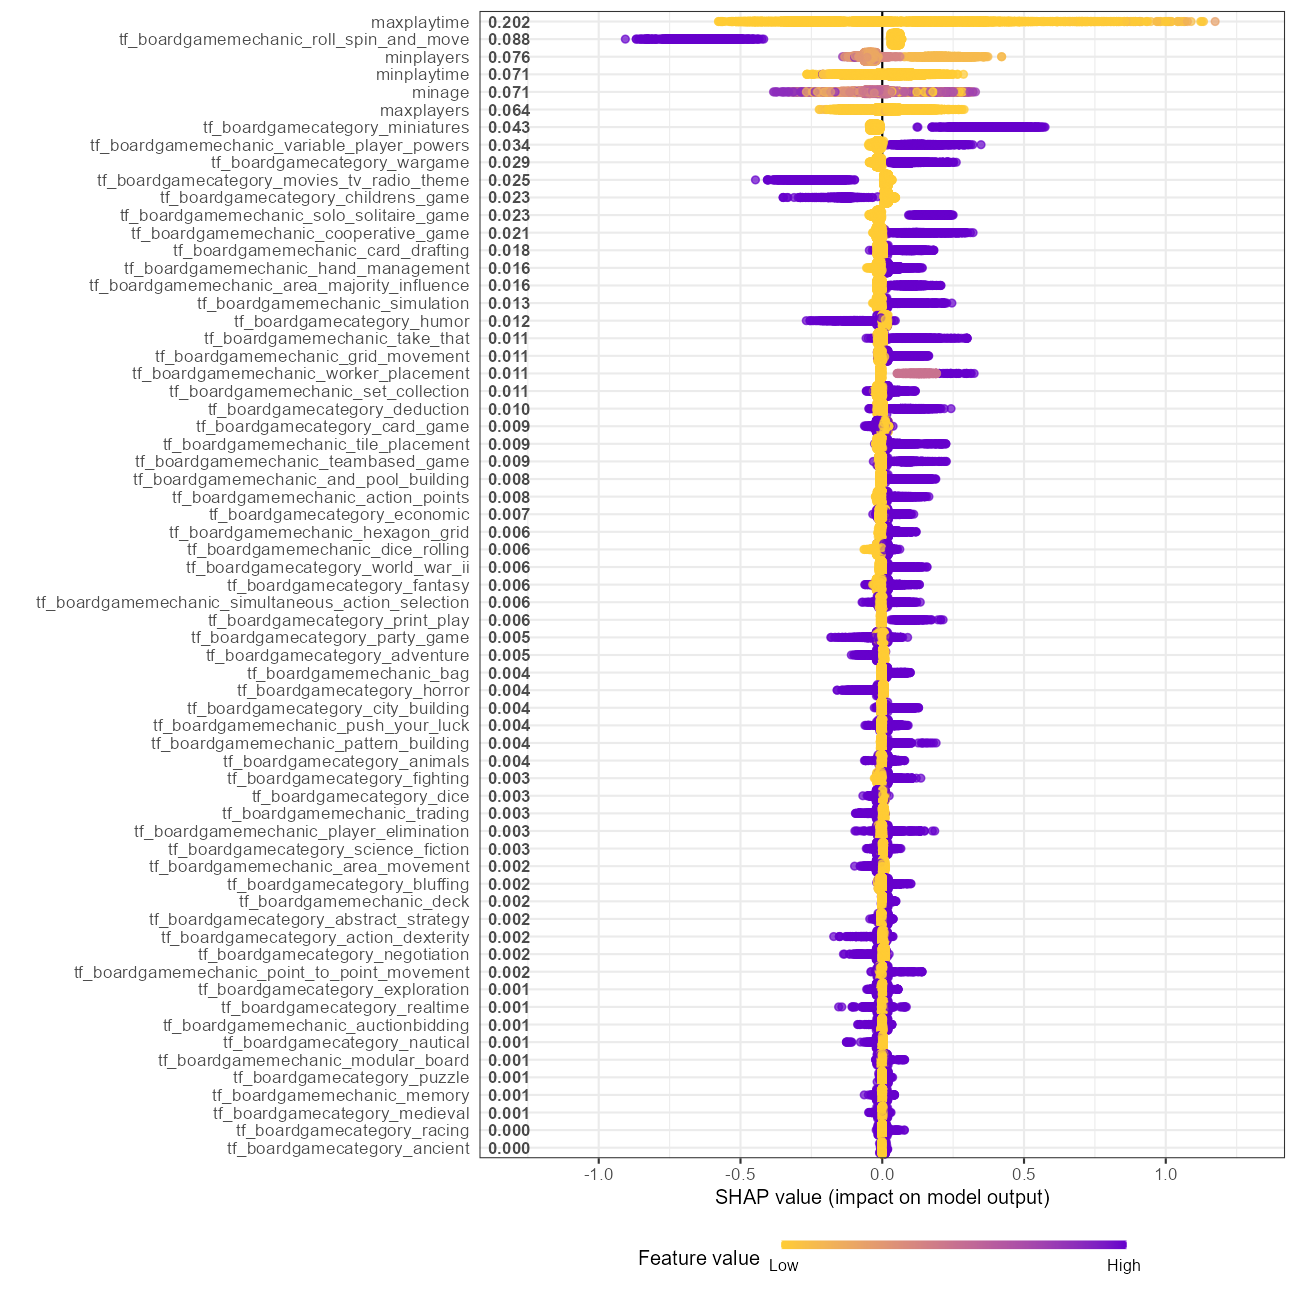 maxplaytime 0.202
tf_boardgamemechanic_roll_spin_and_move 0.088
minplayers 0.076
minplaytime 0.071
minage 0.071
maxplayers 0.064
tf_boardgamecategory_miniatures 0.043
tf_boardgamemechanic_variable_player_powers 0.034
tf_boardgamecategory_wargame 0.029
tf_boardgamecategory_movies_tv_radio_theme 0.025
tf_boardgamecategory_childrens_game 0.023
tf_boardgamemechanic_solo_solitaire_game 0.023
tf_boardgamemechanic_cooperative_game 0.021
tf_boardgamemechanic_card_drafting 0.018
tf_boardgamemechanic_hand_management 0.016
tf_boardgamemechanic_area_majority_influence 0.016
tf_boardgamemechanic_simulation 0.013
tf_boardgamecategory_humor 0.012
tf_boardgamemechanic_take_that 0.011
tf_boardgamemechanic_grid_movement 0.011
tf_boardgamemechanic_worker_placement 0.011
tf_boardgamemechanic_set_collection 0.011
tf_boardgamecategory_deduction 0.010
tf_boardgamecategory_card_game 0.009
tf_boardgamemechanic_tile_placement 0.009
tf_boardgamemechanic_teambased_game 0.009
tf_boardgamemechanic_and_pool_building 0.008
tf_boardgamemechanic_action_points 0.008
tf_boardgamecategory_economic 0.007
tf_boardgamemechanic_hexagon_grid 0.006
tf_boardgamemechanic_dice_rolling 0.006
tf_boardgamecategory_world_war_ii 0.006
tf_boardgamecategory_fantasy 0.006
tf_boardgamemechanic_simultaneous_action_selection 0.006
tf_boardgamecategory_print_play 0.006
tf_boardgamecategory_party_game 0.005
tf_boardgamecategory_adventure 0.005
tf_boardgamemechanic_bag 0.004
tf_boardgamecategory_horror 0.004
tf_boardgamecategory_city_building 0.004
tf_boardgamemechanic_push_your_luck 0.004
tf_boardgamemechanic_pattern_building 0.004
tf_boardgamecategory_animals 0.004
tf_boardgamecategory_fighting 0.003
tf_boardgamecategory_dice 0.003
tf_boardgamemechanic_trading 0.003
tf_boardgamemechanic_player_elimination 0.003
tf_boardgamecategory_science_fiction 0.003
tf_boardgamemechanic_area_movement 0.002
tf_boardgamecategory_bluffing 0.002
tf_boardgamemechanic_deck 0.002
tf_boardgamecategory_abstract_strategy 0.002
tf_boardgamecategory_action_dexterity 0.002
tf_boardgamecategory_negotiation 0.002
tf_boardgamemechanic_point_to_point_movement 0.002
tf_boardgamecategory_exploration 0.001
tf_boardgamecategory_realtime 0.001
tf_boardgamemechanic_auctionbidding 0.001
tf_boardgamecategory_nautical 0.001
tf_boardgamemechanic_modular_board 0.001
tf_boardgamecategory_puzzle 0.001
tf_boardgamemechanic_memory 0.001
tf_boardgamecategory_medieval 0.001
tf_boardgamecategory_racing 0.000
tf_boardgamecategory_ancient 0.000
-1.0 -0.5 0.0 0.5 1.0
SHAP value (impact on model output)
Feature value
Low High